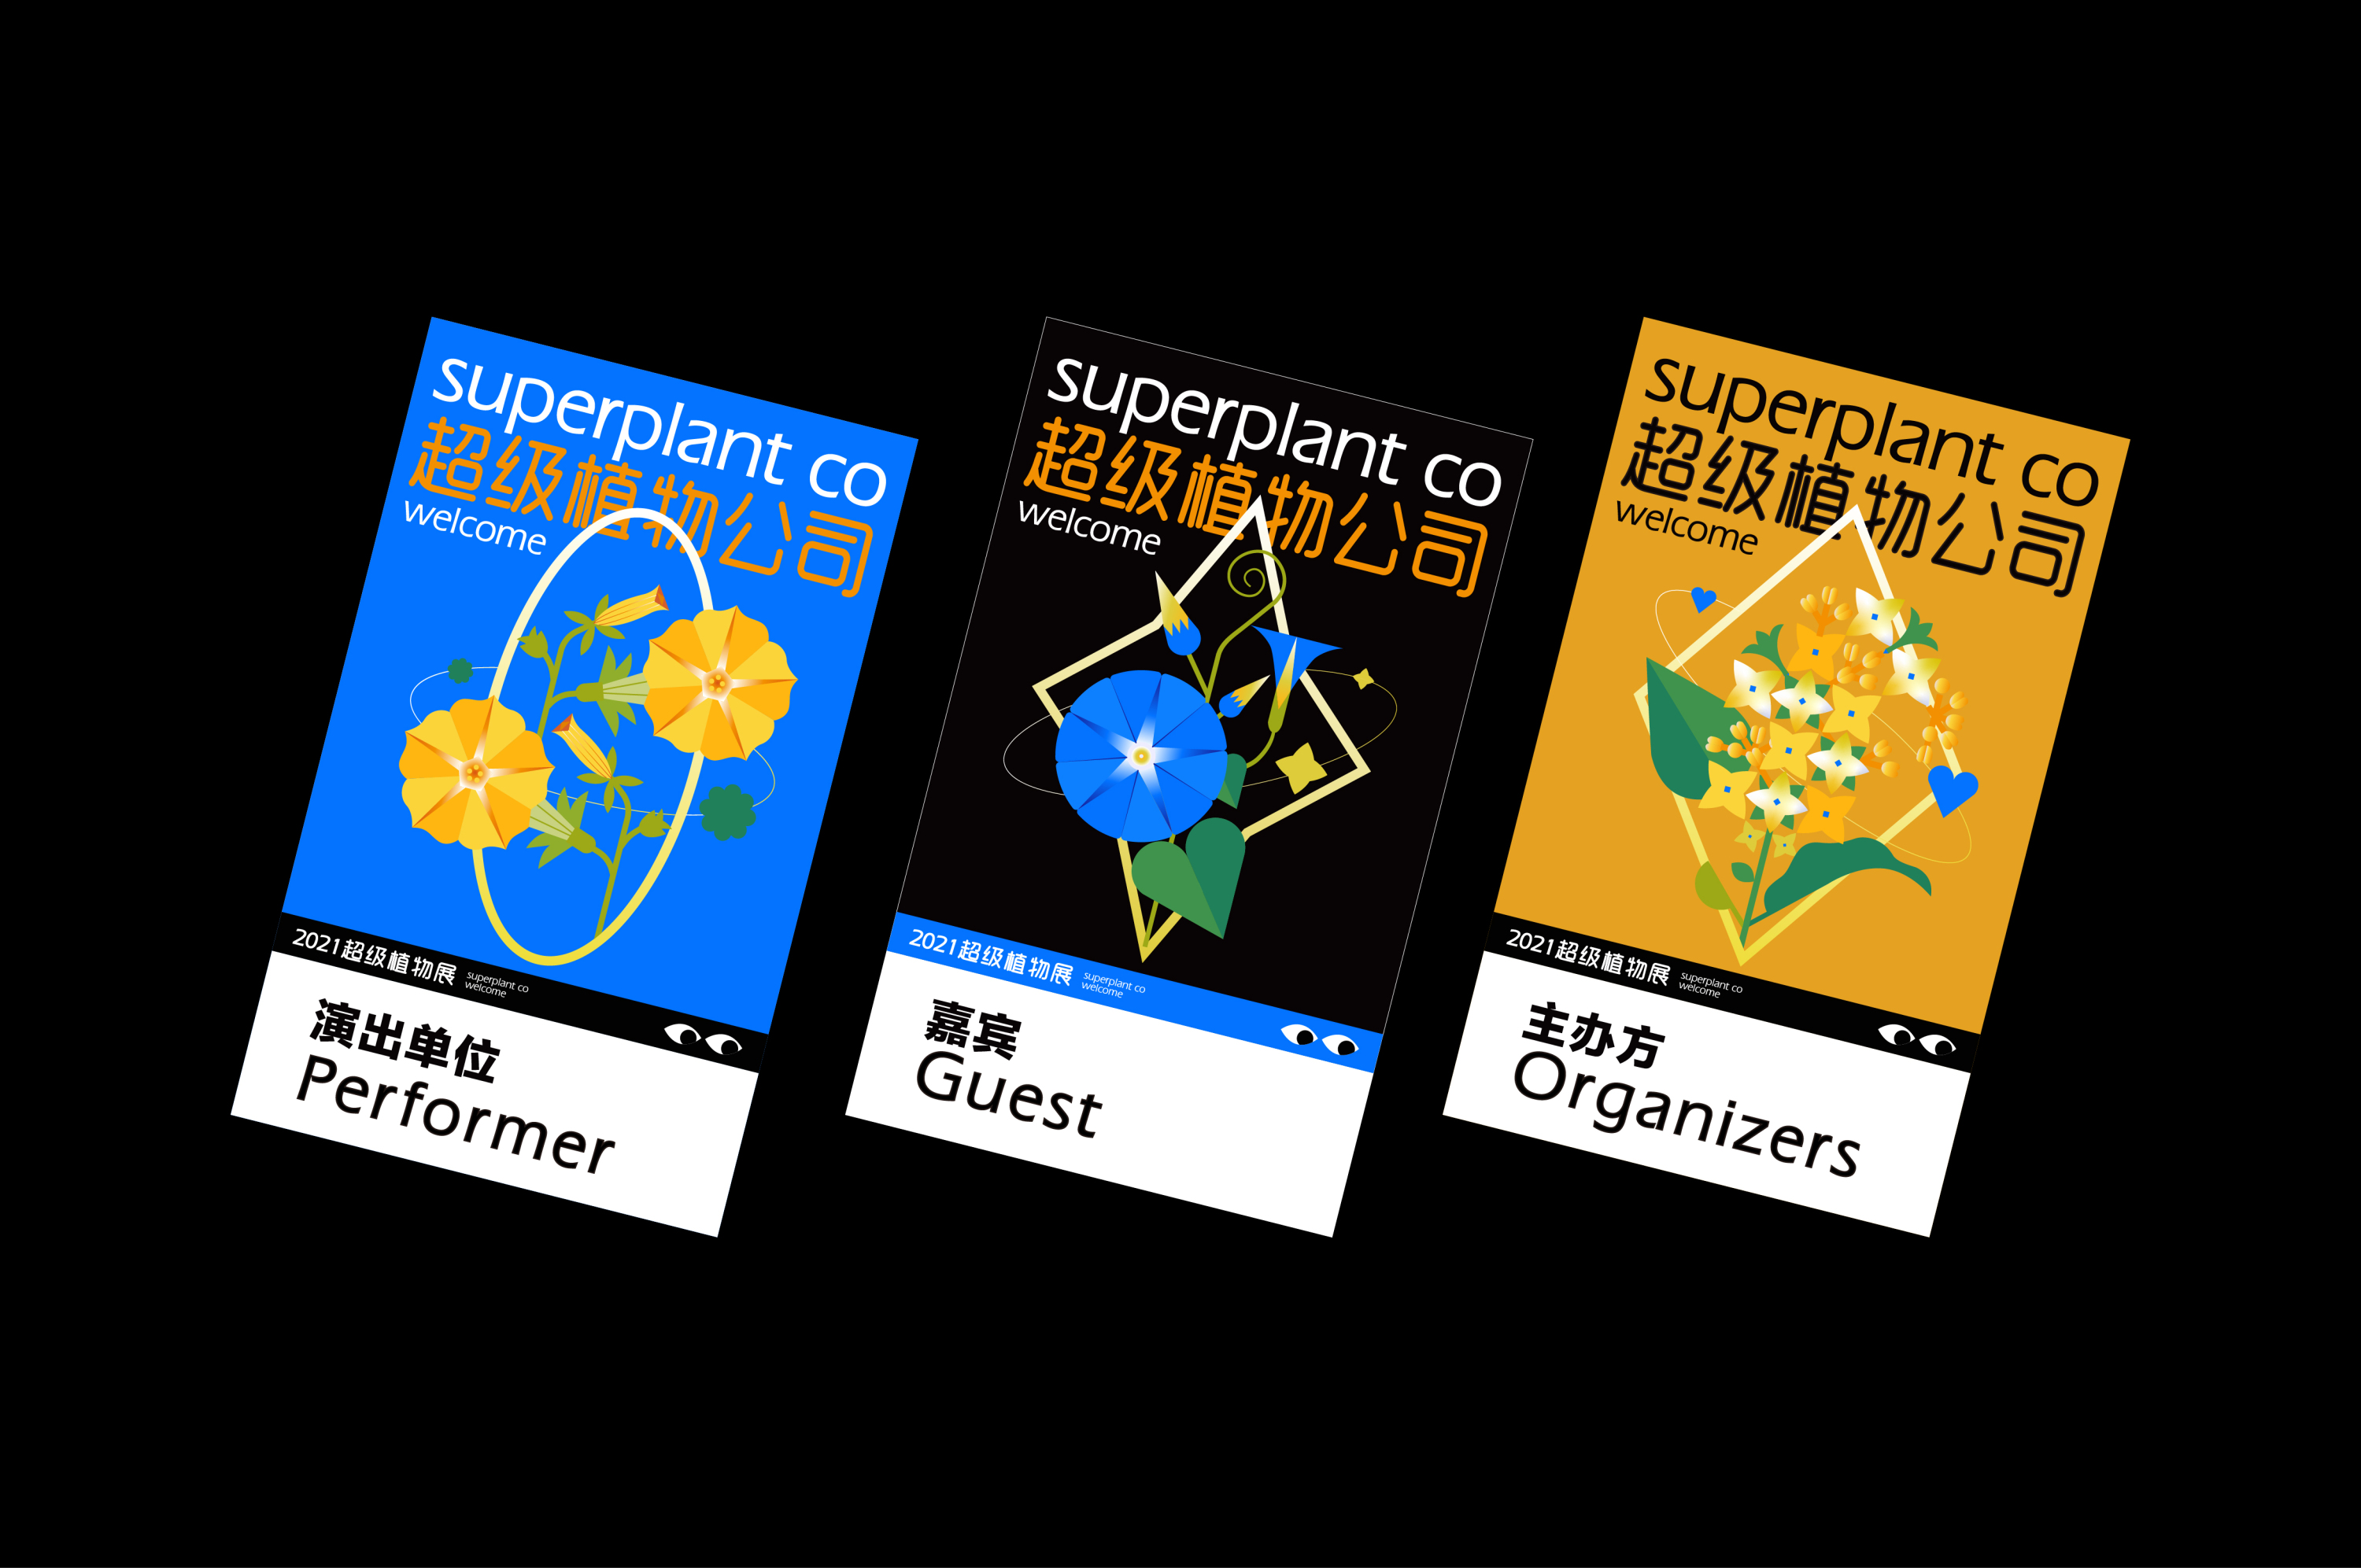 superplant co
超级植物公司
welcome
2021超级植物展
superplant co
welcome
演出单位
Performer
superplant co
超级植物公司
welcome
2021超级植物展
superplant co
welcome
嘉宾
Guest
superplant co
超级植物公司
welcome
2021超级植物展
superplant co
welcome
主办方
Organizers